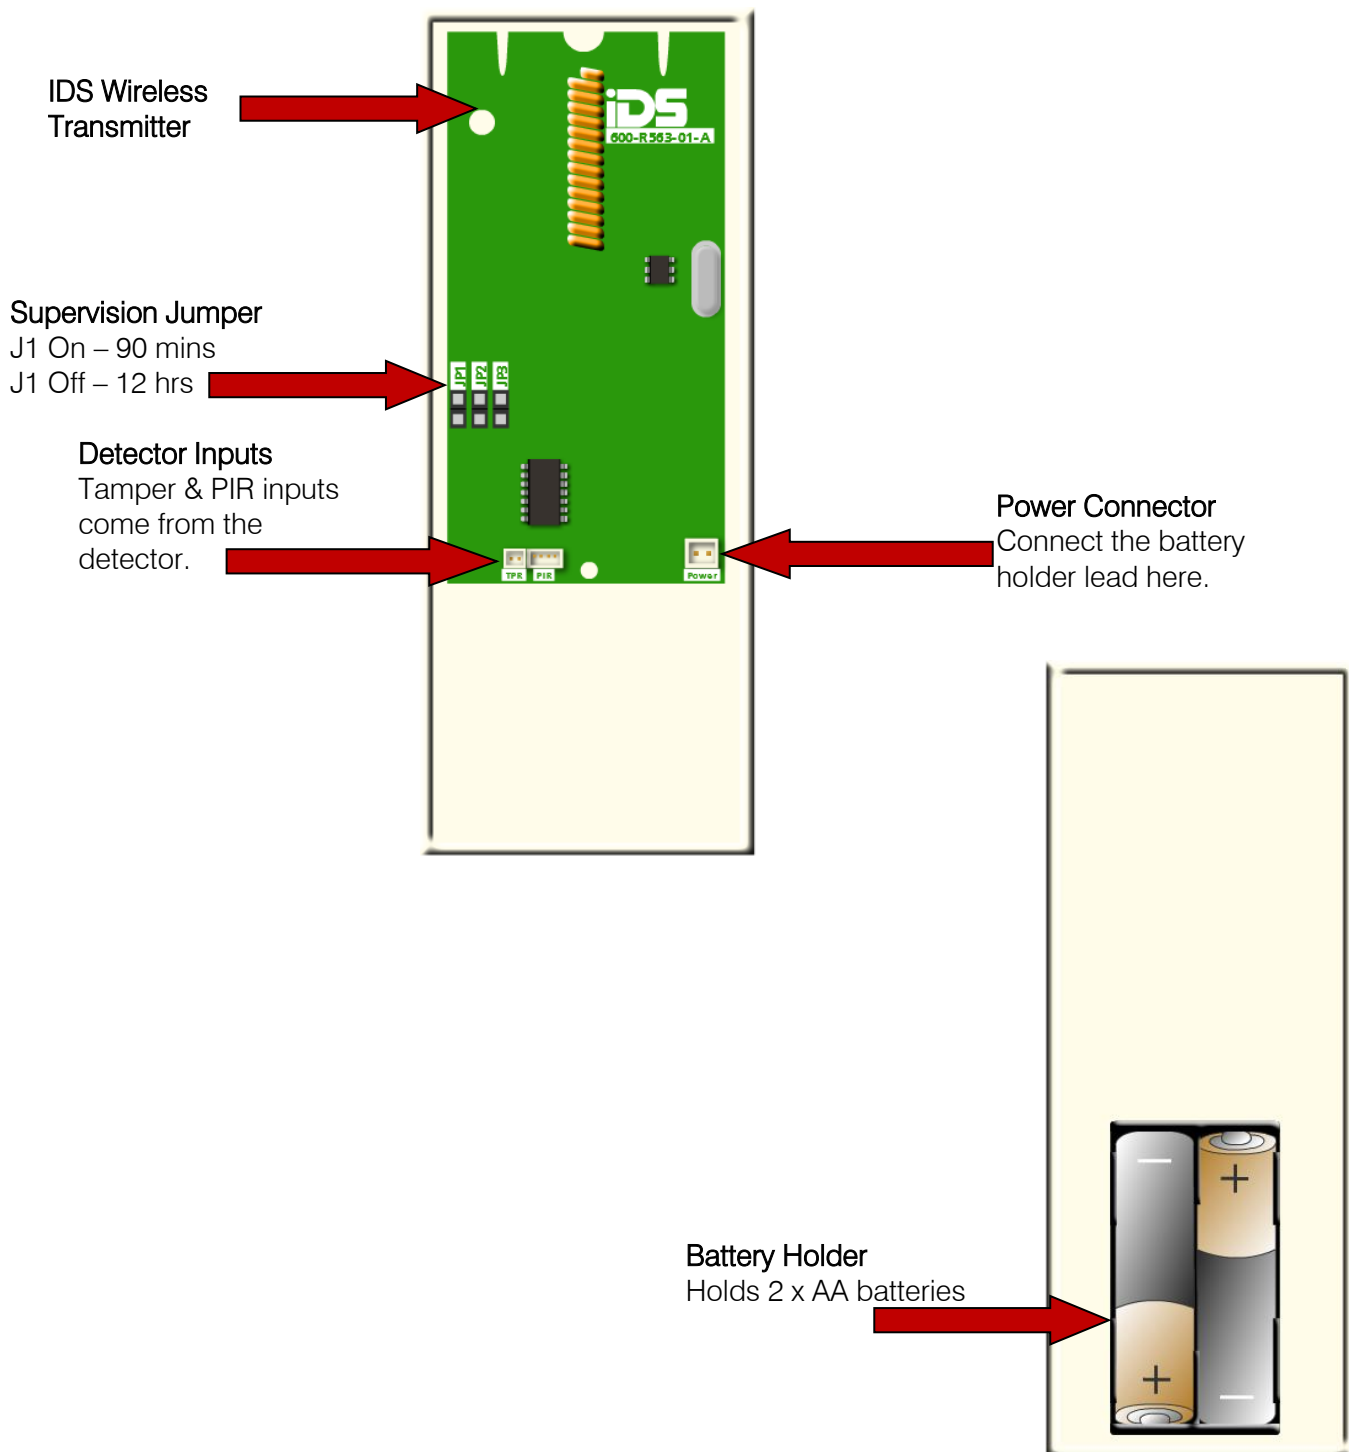 IDS Wireless
Transmitter
iDS
600-R563-01-A
Supervision Jumper
J1 On – 90 mins
J1 Off – 12 hrs
JP1 JP2 JP3
Detector Inputs
Tamper & PIR inputs
come from the
detector.
TPR PIR
Power
Power Connector
Connect the battery
holder lead here.
Battery Holder
Holds 2 x AA batteries
– +
+ –